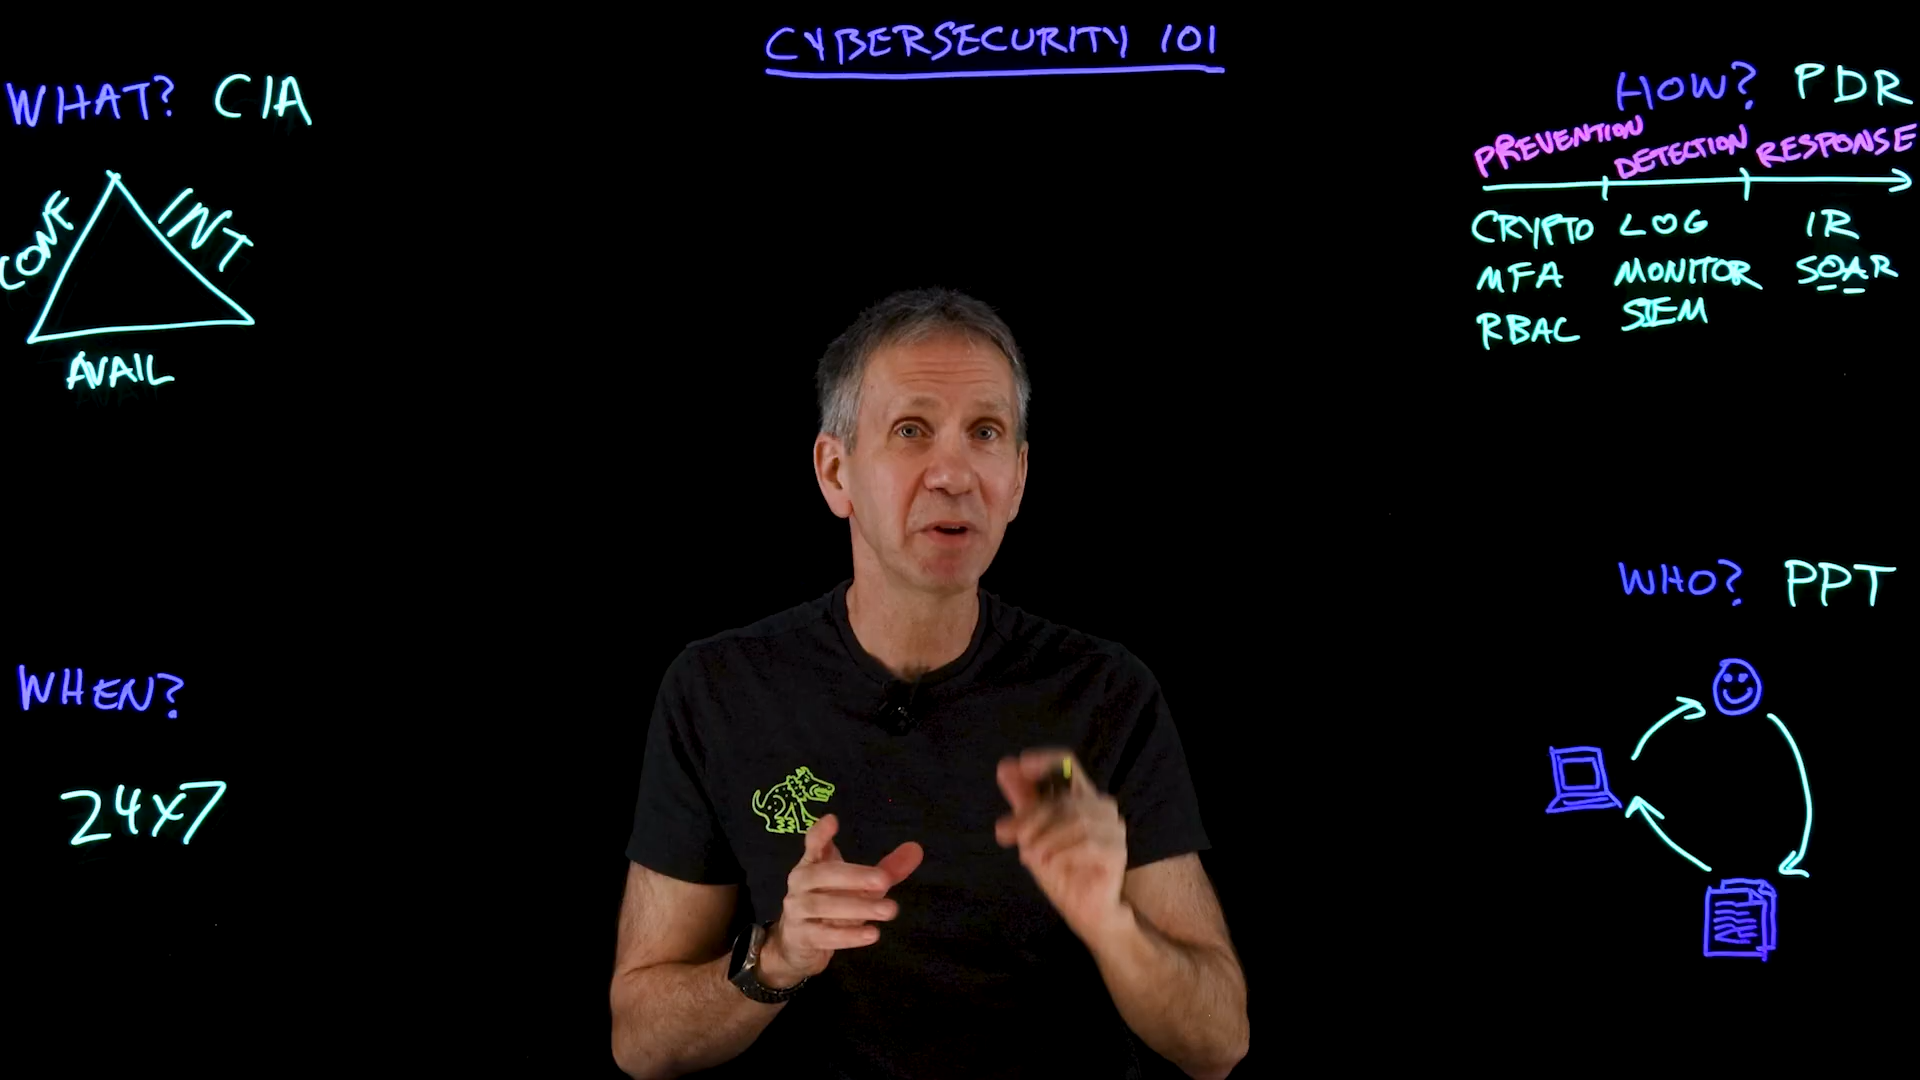 CYBERSECURITY 101
WHAT? CIA
CONF
INT
AVAIL
HOW? PDR
PREVENTION
DETECTION
RESPONSE
CRYPTO LOG IR
MFA MONITOR SOAR
RBAC SIEM
WHEN?
24x7
WHO? PPT